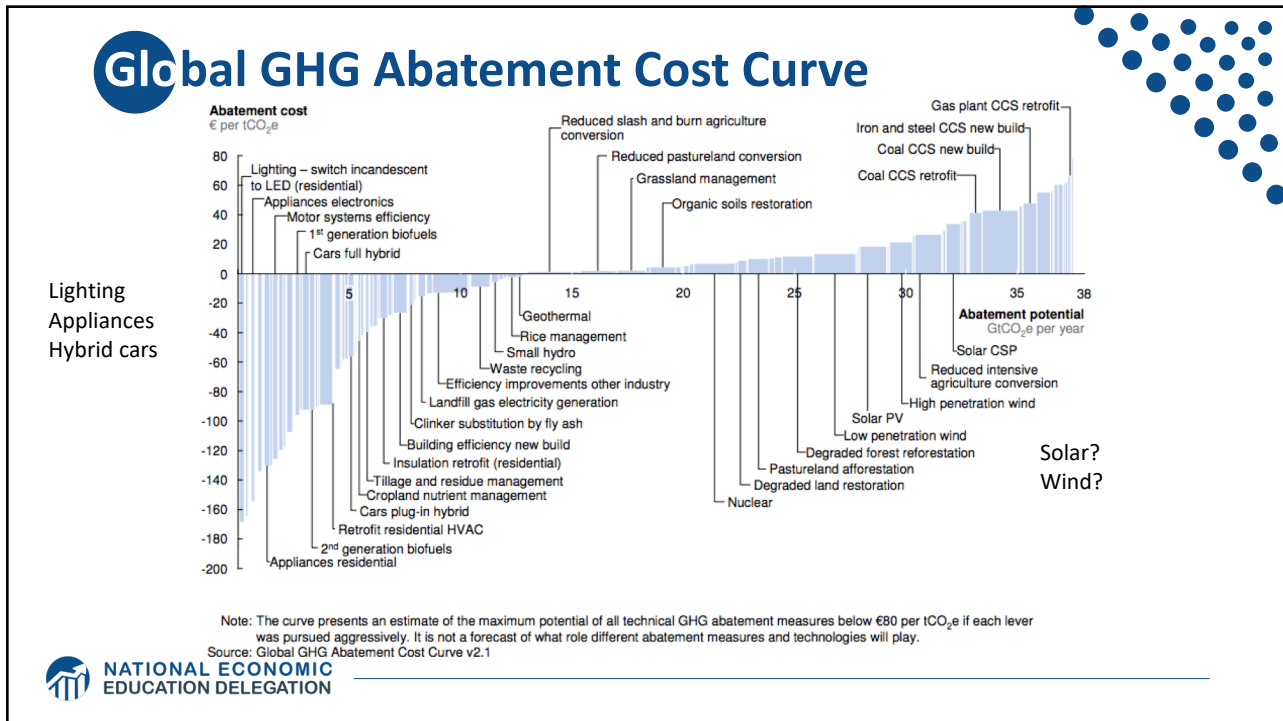 Global GHG Abatement Cost Curve
Abatement cost
€ per tCO₂e
80
60
40
20
0
-20
-40
-60
-80
-100
-120
-140
-160
-180
-200
Lighting – switch incandescent
to LED (residential)
Appliances electronics
Motor systems efficiency
1st generation biofuels
Cars full hybrid
Reduced slash and burn agriculture
conversion
Reduced pastureland conversion
Grassland management
Organic soils restoration
Gas plant CCS retrofit
Iron and steel CCS new build
Coal CCS new build
Coal CCS retrofit
5
10
15
20
25
30
35
38
Abatement potential
GtCO₂e per year
Lighting
Appliances
Hybrid cars
Geothermal
Rice management
Small hydro
Waste recycling
Efficiency improvements other industry
Landfill gas electricity generation
Clinker substitution by fly ash
Building efficiency new build
Insulation retrofit (residential)
Tillage and residue management
Cropland nutrient management
Cars plug-in hybrid
Retrofit residential HVAC
2nd generation biofuels
Appliances residential
Solar CSP
Reduced intensive
agriculture conversion
High penetration wind
Solar PV
Low penetration wind
Degraded forest reforestation
Pastureland afforestation
Degraded land restoration
Nuclear
Solar?
Wind?
Note: The curve presents an estimate of the maximum potential of all technical GHG abatement measures below €80 per tCO₂e if each lever
was pursued aggressively. It is not a forecast of what role different abatement measures and technologies will play.
Source: Global GHG Abatement Cost Curve v2.1
NATIONAL ECONOMIC
EDUCATION DELEGATION